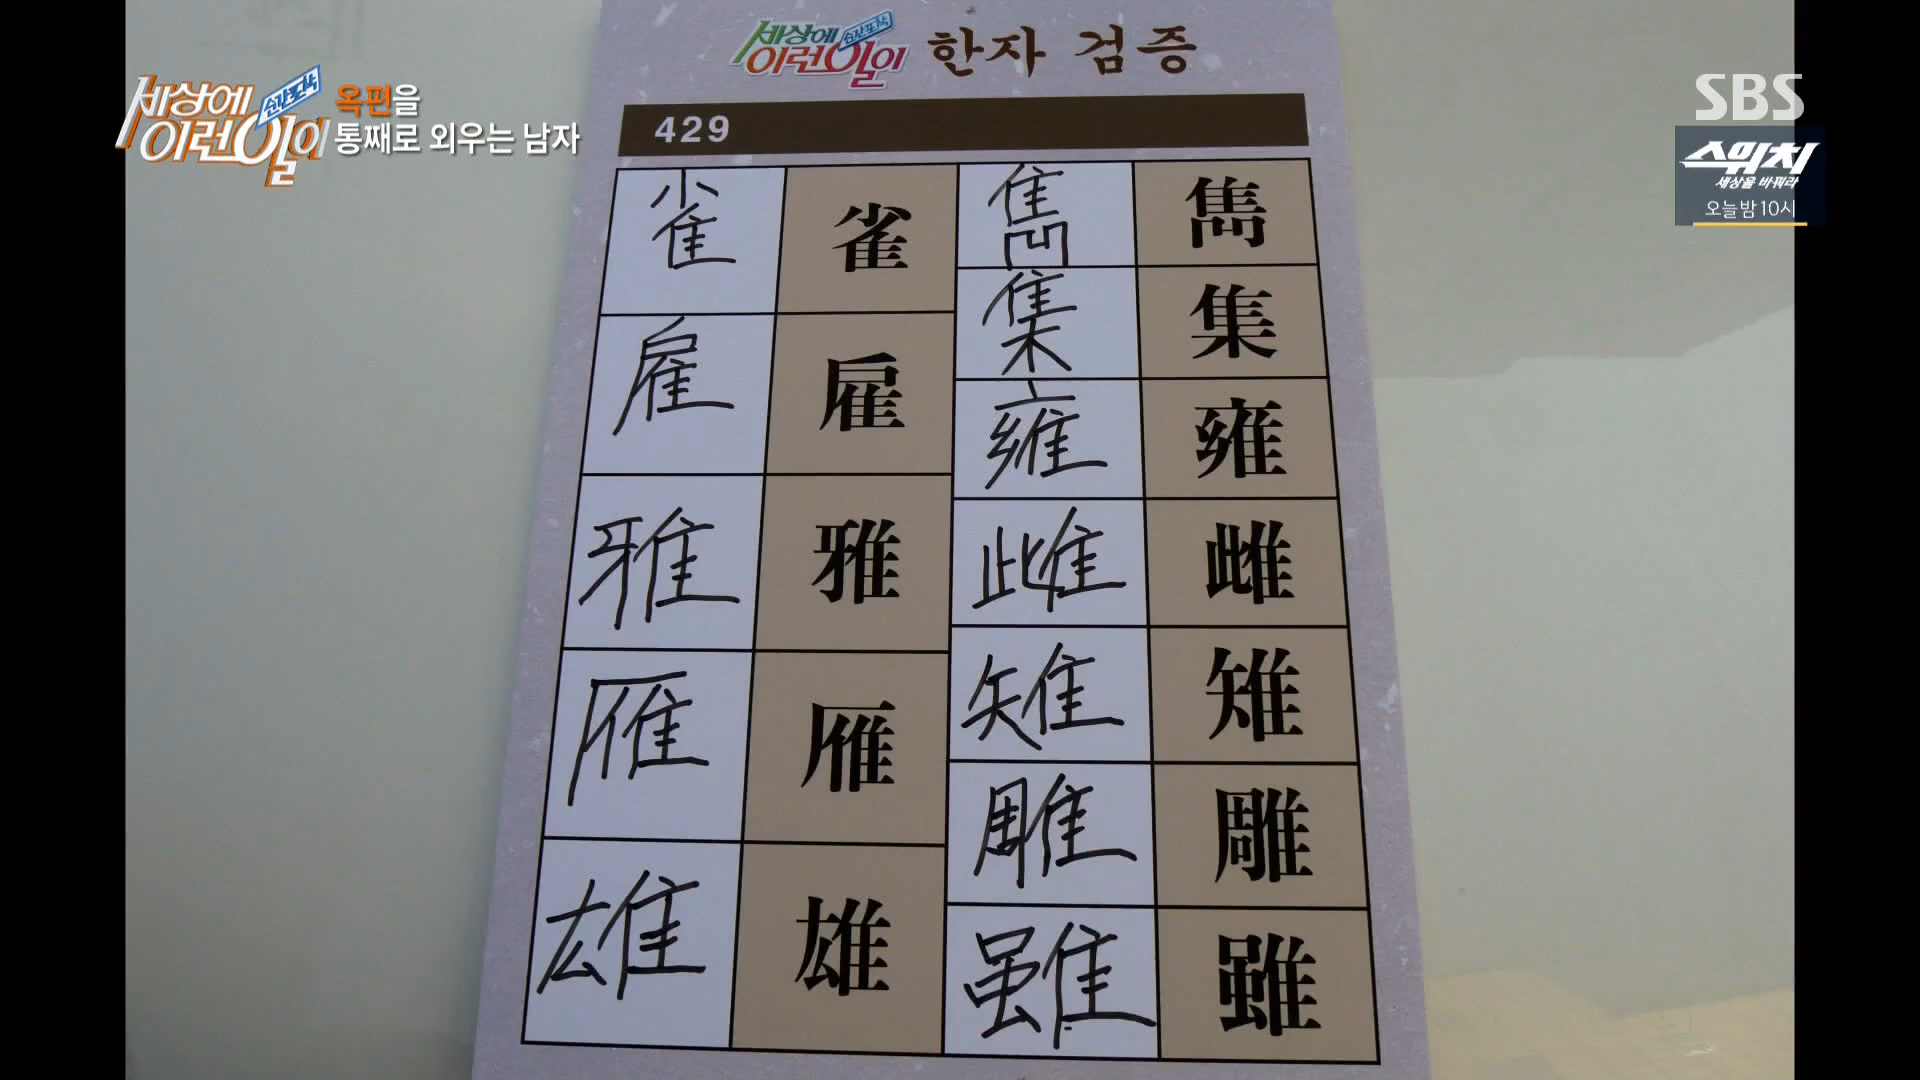 세상에 이런일이 순간포착
옥편을
통째로 외우는 남자
세상에 이런일이 순간포착 한자 검증
SBS
스위치
세상을 바꿔라
오늘 밤 10시
429
雀 雀 雋 雋
雇 雇 集 集
雅 雅 雍 雍
雁 雁 雌 雌
雄 雄 雉 雉
雕 雕
雖 雖